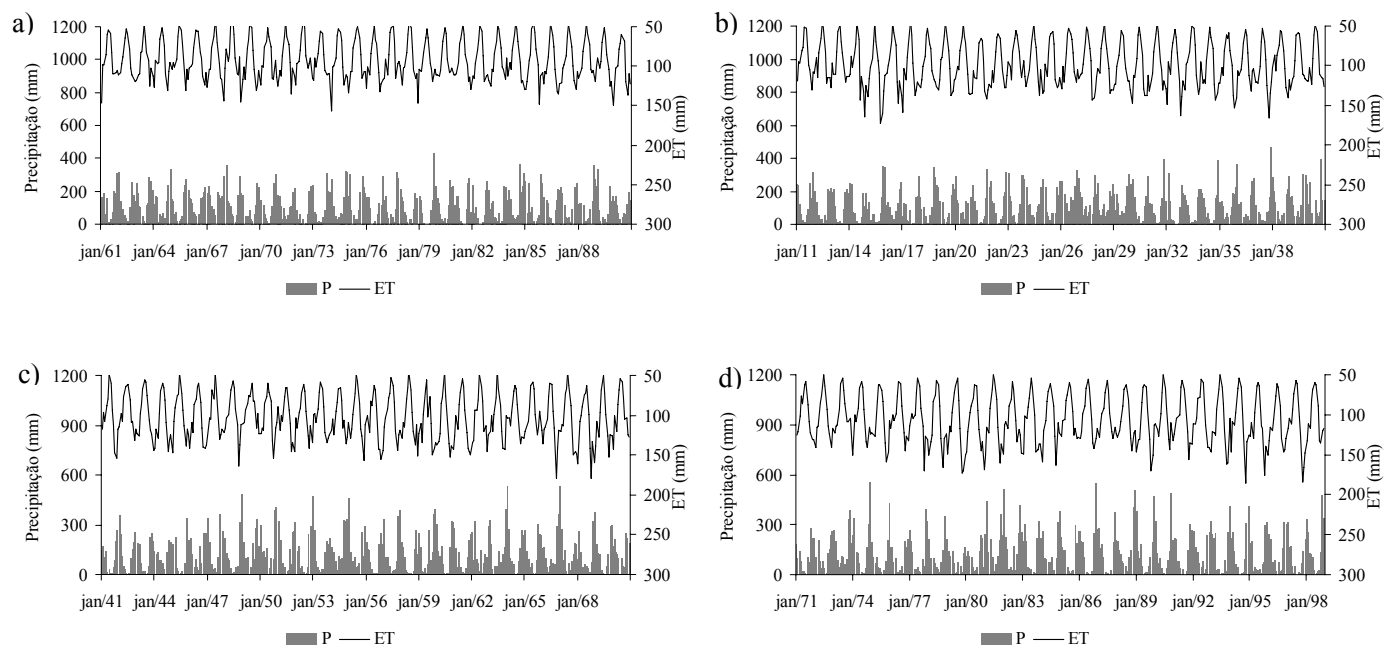 a)
1200
1000
800
600
400
200
0
Precipitação (mm)
50
100
150
200
250
300
ET (mm)
jan/61 jan/64 jan/67 jan/70 jan/73 jan/76 jan/79 jan/82 jan/85 jan/88
P ET
b)
1200
1000
800
600
400
200
0
Precipitação (mm)
50
100
150
200
250
300
ET (mm)
jan/11 jan/14 jan/17 jan/20 jan/23 jan/26 jan/29 jan/32 jan/35 jan/38
P ET
c)
1200
900
600
300
0
Precipitação (mm)
50
100
150
200
250
300
ET (mm)
jan/41 jan/44 jan/47 jan/50 jan/53 jan/56 jan/59 jan/62 jan/65 jan/68
P ET
d)
1200
900
600
300
0
Precipitação (mm)
50
100
150
200
250
300
ET (mm)
jan/71 jan/74 jan/77 jan/80 jan/83 jan/86 jan/89 jan/92 jan/95 jan/98
P ET